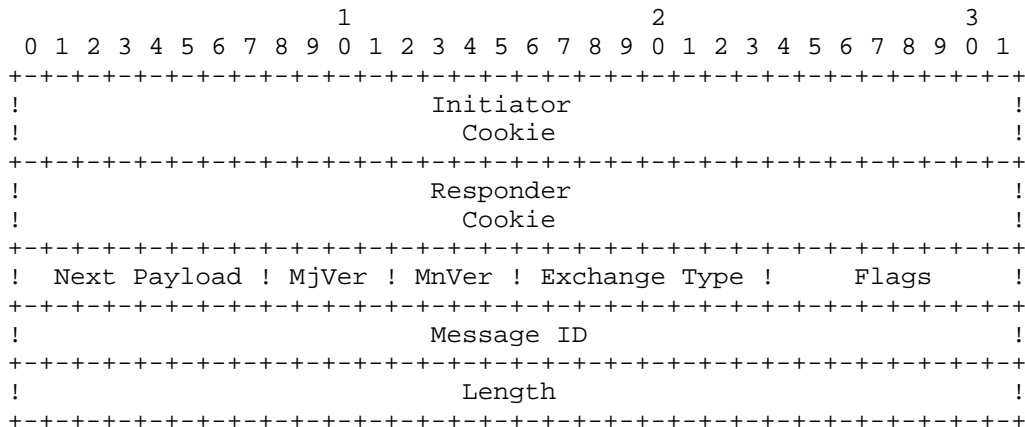 1                   2                   3
 0 1 2 3 4 5 6 7 8 9 0 1 2 3 4 5 6 7 8 9 0 1 2 3 4 5 6 7 8 9 0 1
+-+-+-+-+-+-+-+-+-+-+-+-+-+-+-+-+-+-+-+-+-+-+-+-+-+-+-+-+-+-+-+-+
!                          Initiator                            !
!                            Cookie                             !
+-+-+-+-+-+-+-+-+-+-+-+-+-+-+-+-+-+-+-+-+-+-+-+-+-+-+-+-+-+-+-+-+
!                          Responder                            !
!                            Cookie                             !
+-+-+-+-+-+-+-+-+-+-+-+-+-+-+-+-+-+-+-+-+-+-+-+-+-+-+-+-+-+-+-+-+
!  Next Payload ! MjVer ! MnVer ! Exchange Type !     Flags     !
+-+-+-+-+-+-+-+-+-+-+-+-+-+-+-+-+-+-+-+-+-+-+-+-+-+-+-+-+-+-+-+-+
!                          Message ID                           !
+-+-+-+-+-+-+-+-+-+-+-+-+-+-+-+-+-+-+-+-+-+-+-+-+-+-+-+-+-+-+-+-+
!                            Length                             !
+-+-+-+-+-+-+-+-+-+-+-+-+-+-+-+-+-+-+-+-+-+-+-+-+-+-+-+-+-+-+-+-+